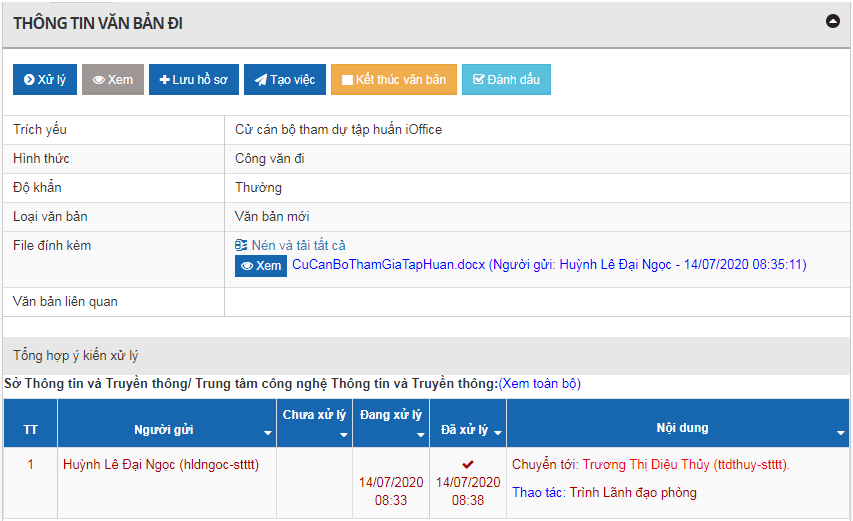 THÔNG TIN VĂN BẢN ĐI
Xử lý Xem Lưu hồ sơ Tạo việc Kết thúc văn bản Đánh dấu
Trích yếu Cử cán bộ tham dự tập huấn iOffice
Hình thức Công văn đi
Độ khẩn Thường
Loại văn bản Văn bản mới
File đính kèm Nén và tải tất cả
Xem CuCanBoThamGiaTapHuan.docx (Người gửi: Huỳnh Lê Đại Ngọc - 14/07/2020 08:35:11)
Văn bản liên quan
Tổng hợp ý kiến xử lý
Sở Thông tin và Truyền thông/ Trung tâm công nghệ Thông tin và Truyền thông:(Xem toàn bộ)
TT Người gửi Chưa xử lý Đang xử lý Đã xử lý Nội dung
1 Huỳnh Lê Đại Ngọc (hldngoc-stttt) Chuyển tới: Trương Thị Diệu Thủy (ttdthuy-stttt).
14/07/2020 14/07/2020 Thao tác: Trình Lãnh đạo phòng
08:33 08:38